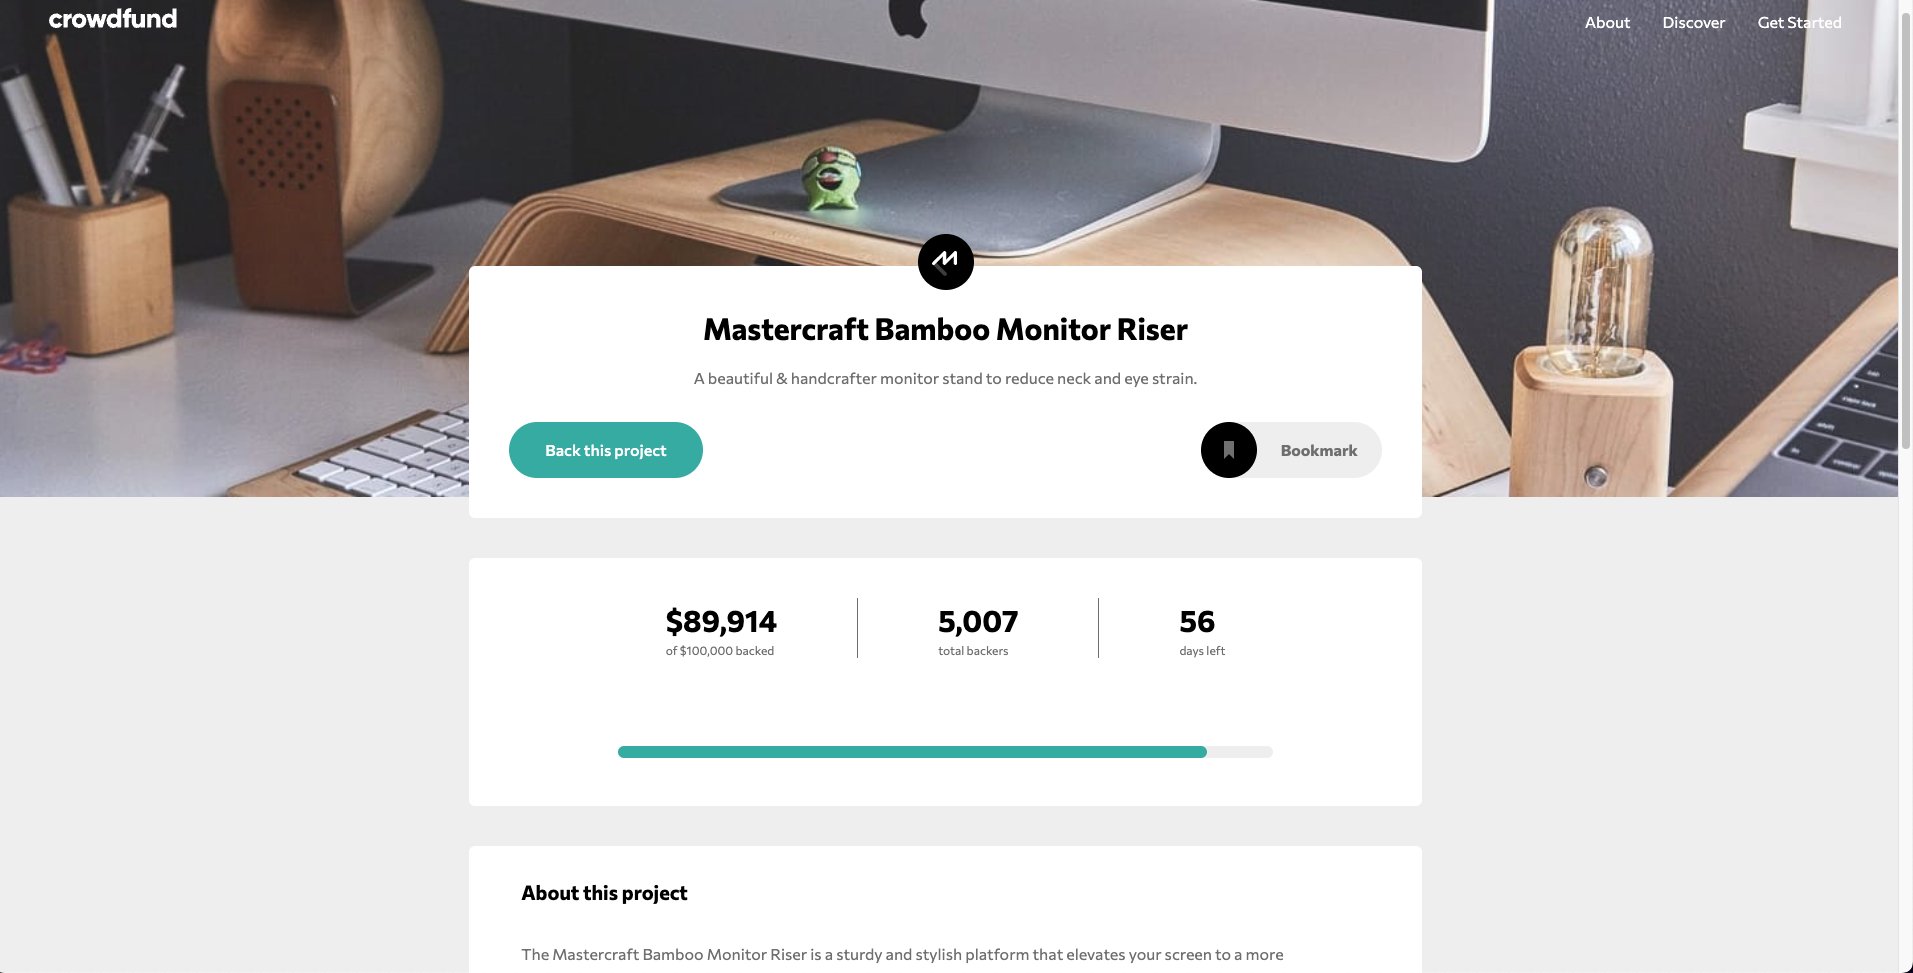 crowdfund
About Discover Get Started
Mastercraft Bamboo Monitor Riser
A beautiful & handcrafter monitor stand to reduce neck and eye strain.
Back this project
Bookmark
$89,914
of $100,000 backed
5,007
total backers
56
days left
About this project
The Mastercraft Bamboo Monitor Riser is a sturdy and stylish platform that elevates your screen to a more